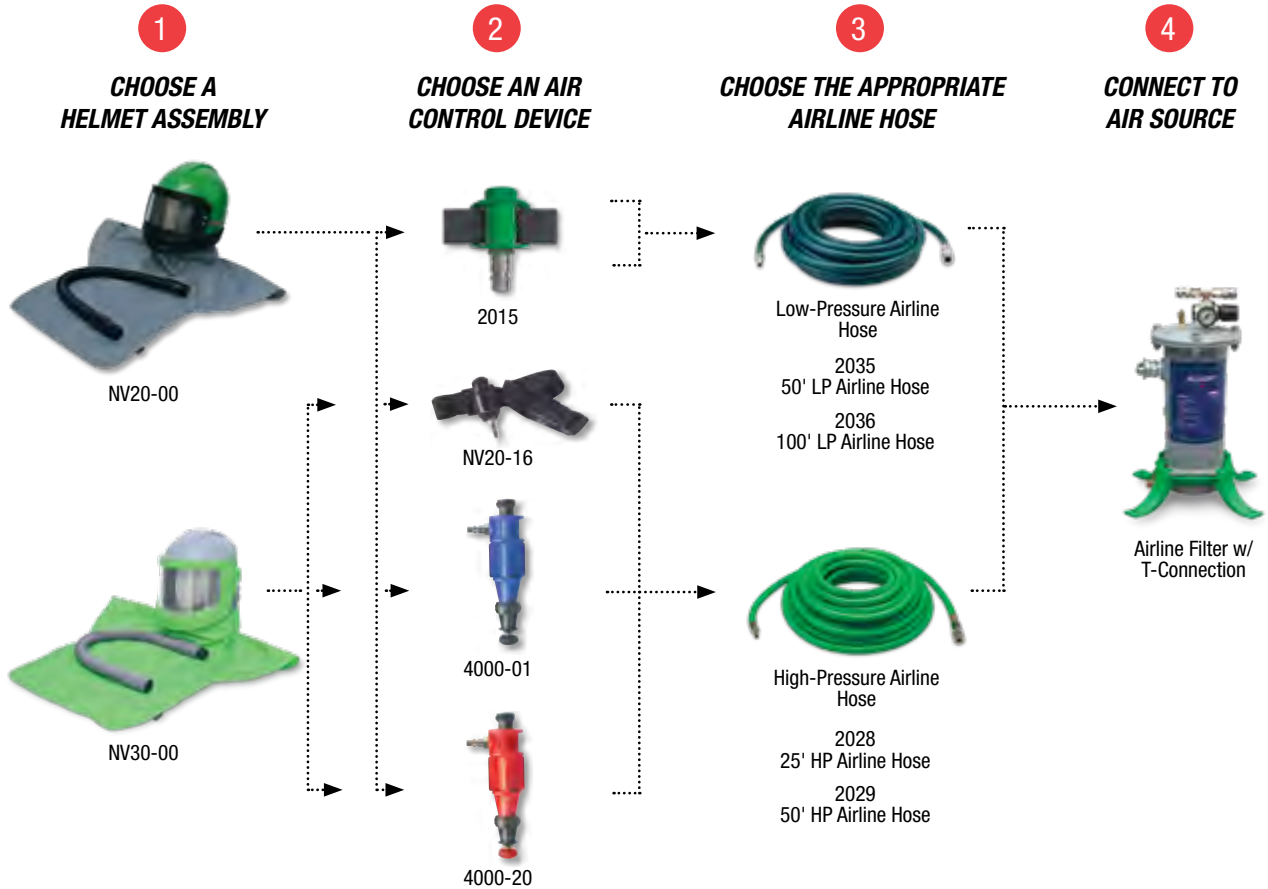 1
CHOOSE A
HELMET ASSEMBLY
NV20-00
NV30-00
2
CHOOSE AN AIR
CONTROL DEVICE
2015
NV20-16
4000-01
4000-20
3
CHOOSE THE APPROPRIATE
AIRLINE HOSE
Low-Pressure Airline
Hose
2035
50' LP Airline Hose
2036
100' LP Airline Hose
High-Pressure Airline
Hose
2028
25' HP Airline Hose
2029
50' HP Airline Hose
4
CONNECT TO
AIR SOURCE
Airline Filter w/
T-Connection